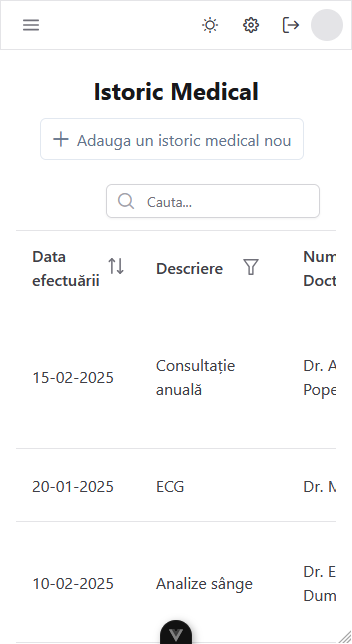 Istoric Medical
Adauga un istoric medical nou
Cauta...
Data
efectuării
Descriere
Num
Doct
15-02-2025
Consultație
anuală
Dr. A
Pope
20-01-2025
ECG
Dr. M
10-02-2025
Analize sânge
Dr. E
Dum